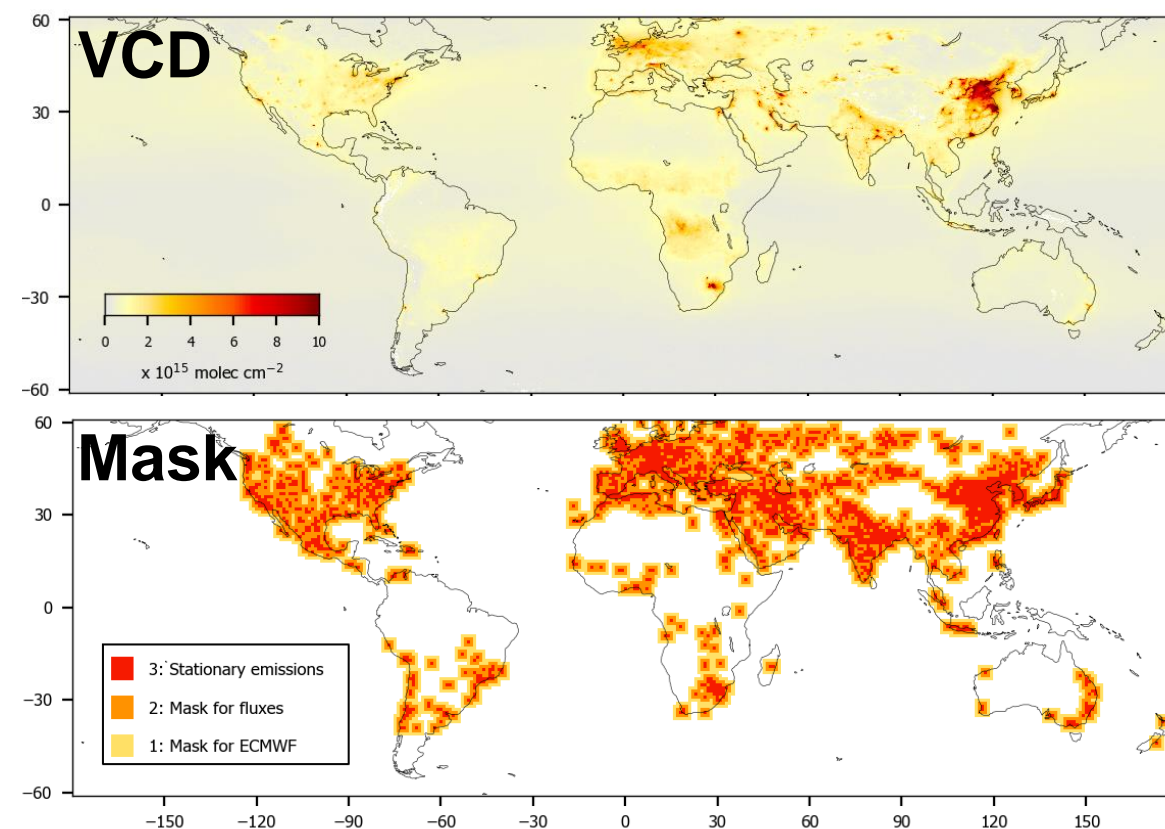 60
VCD
30
0
−30
0 2 4 6 8 10
x 10¹⁵ molec cm⁻²
−60
60
Mask
30
0
3: Stationary emissions
−30
2: Mask for fluxes
1: Mask for ECMWF
−60
−150 −120 −90 −60 −30 0 30 60 90 120 150